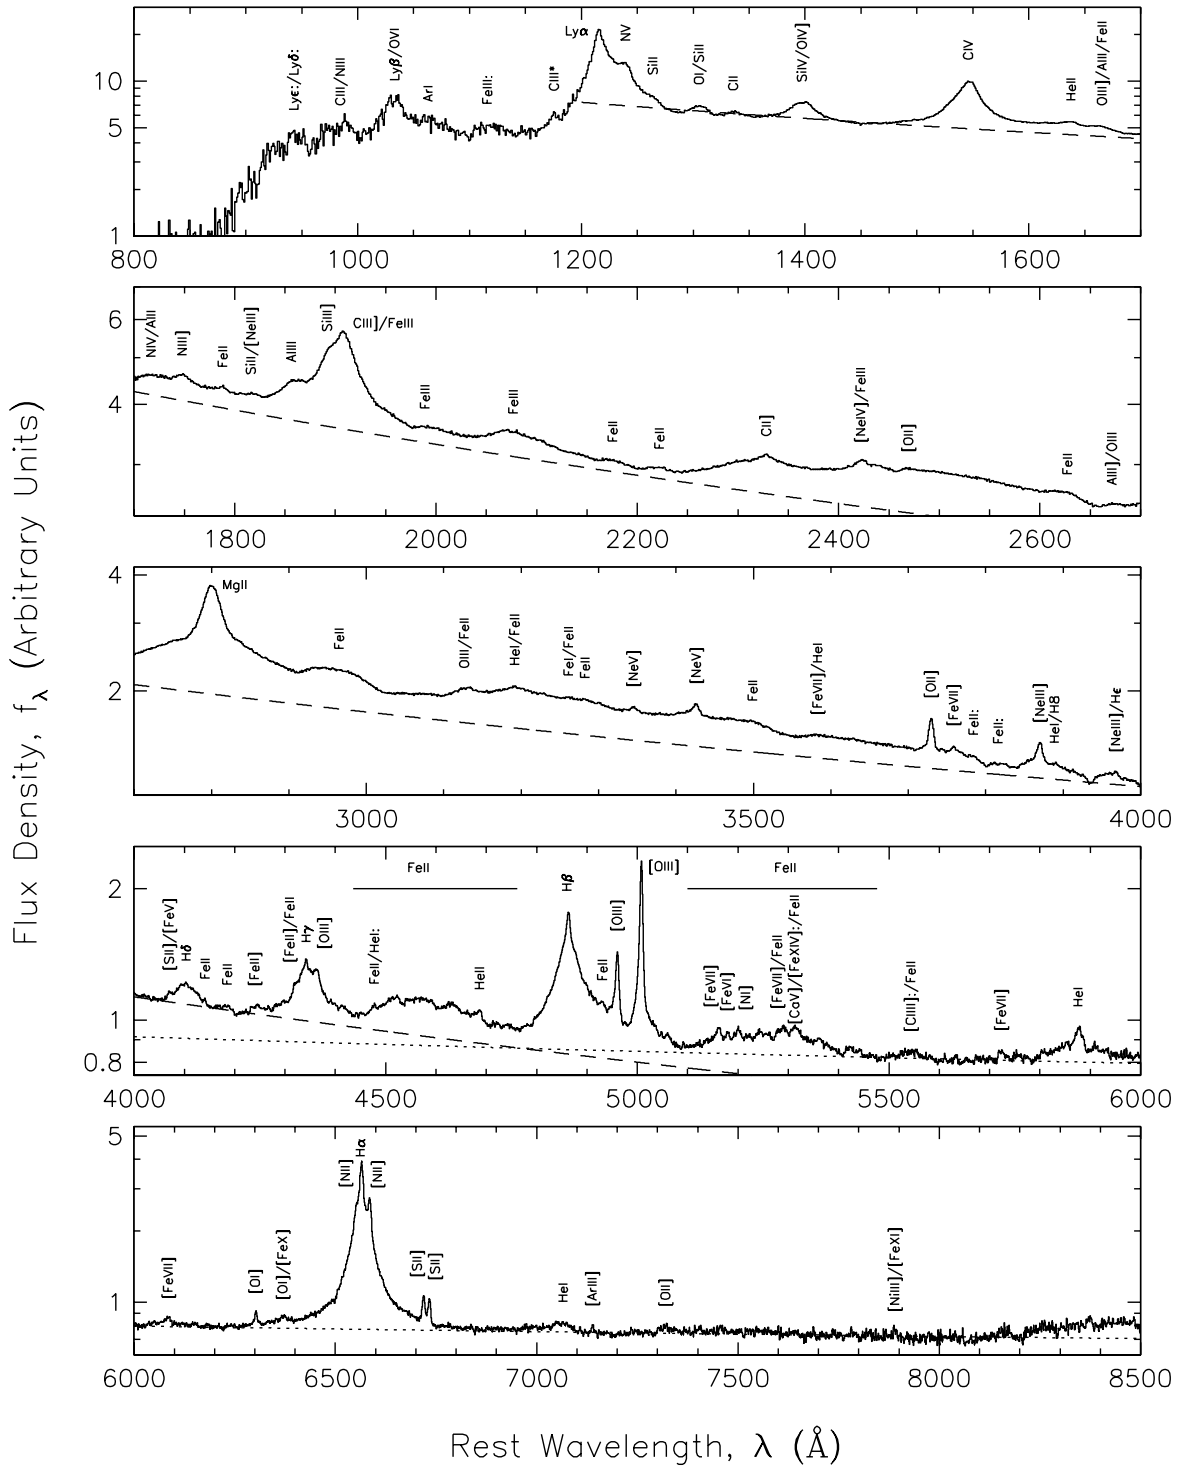 Flux Density, f_λ (Arbitrary Units)
10
5
1
Lyϵ:/Lyδ:
CIII/NIII
Lyβ/OVI
ArI
FeIII:
CIII*
Lyα
NV
SiII
OI/SiII
CII
SiIV/OIV]
CIV
HeII
OIII]/AlII/FeII
800 1000 1200 1400 1600
6
4
NIV/AlII
NIII]
FeII
SiII/[NeIII]
AlIII
SiIII]
CIII]/FeIII
FeIII
FeIII
FeII
FeII
CII]
[NeIV]/FeIII
[OII]
FeII
AlII]/OIII
1800 2000 2200 2400 2600
4
2
MgII
FeII
OIII/FeII
HeI/FeII
FeI/FeII
FeII
[NeV]
[NeV]
FeII
[FeVII]/HeI
[OII]
[FeVII]
FeII:
FeII:
[NeIII]
HeI/H8
[NeIII]/Hϵ
3000 3500 4000
2
1
0.8
[SII]/[FeV]
Hδ
FeII
FeII
[FeII]
[FeII]/FeII
Hγ
[OIII]
FeII
FeII/HeI:
HeII
Hβ
FeII
[OIII]
[OIII]
FeII
[FeVII]
[FeVI]
[NI]
[FeVII]/FeII
[CaV]/[FeXIV]:/FeII
[ClIII]:/FeII
[FeVII]
HeI
4000 4500 5000 5500 6000
5
1
[FeVII]
[OI]
[OI]/[FeX]
[NII]
Hα
[NII]
[SII]
[SII]
HeI
[ArIII]
[OII]
[NiIII]/[FeXI]
6000 6500 7000 7500 8000 8500
Rest Wavelength, λ (Å)